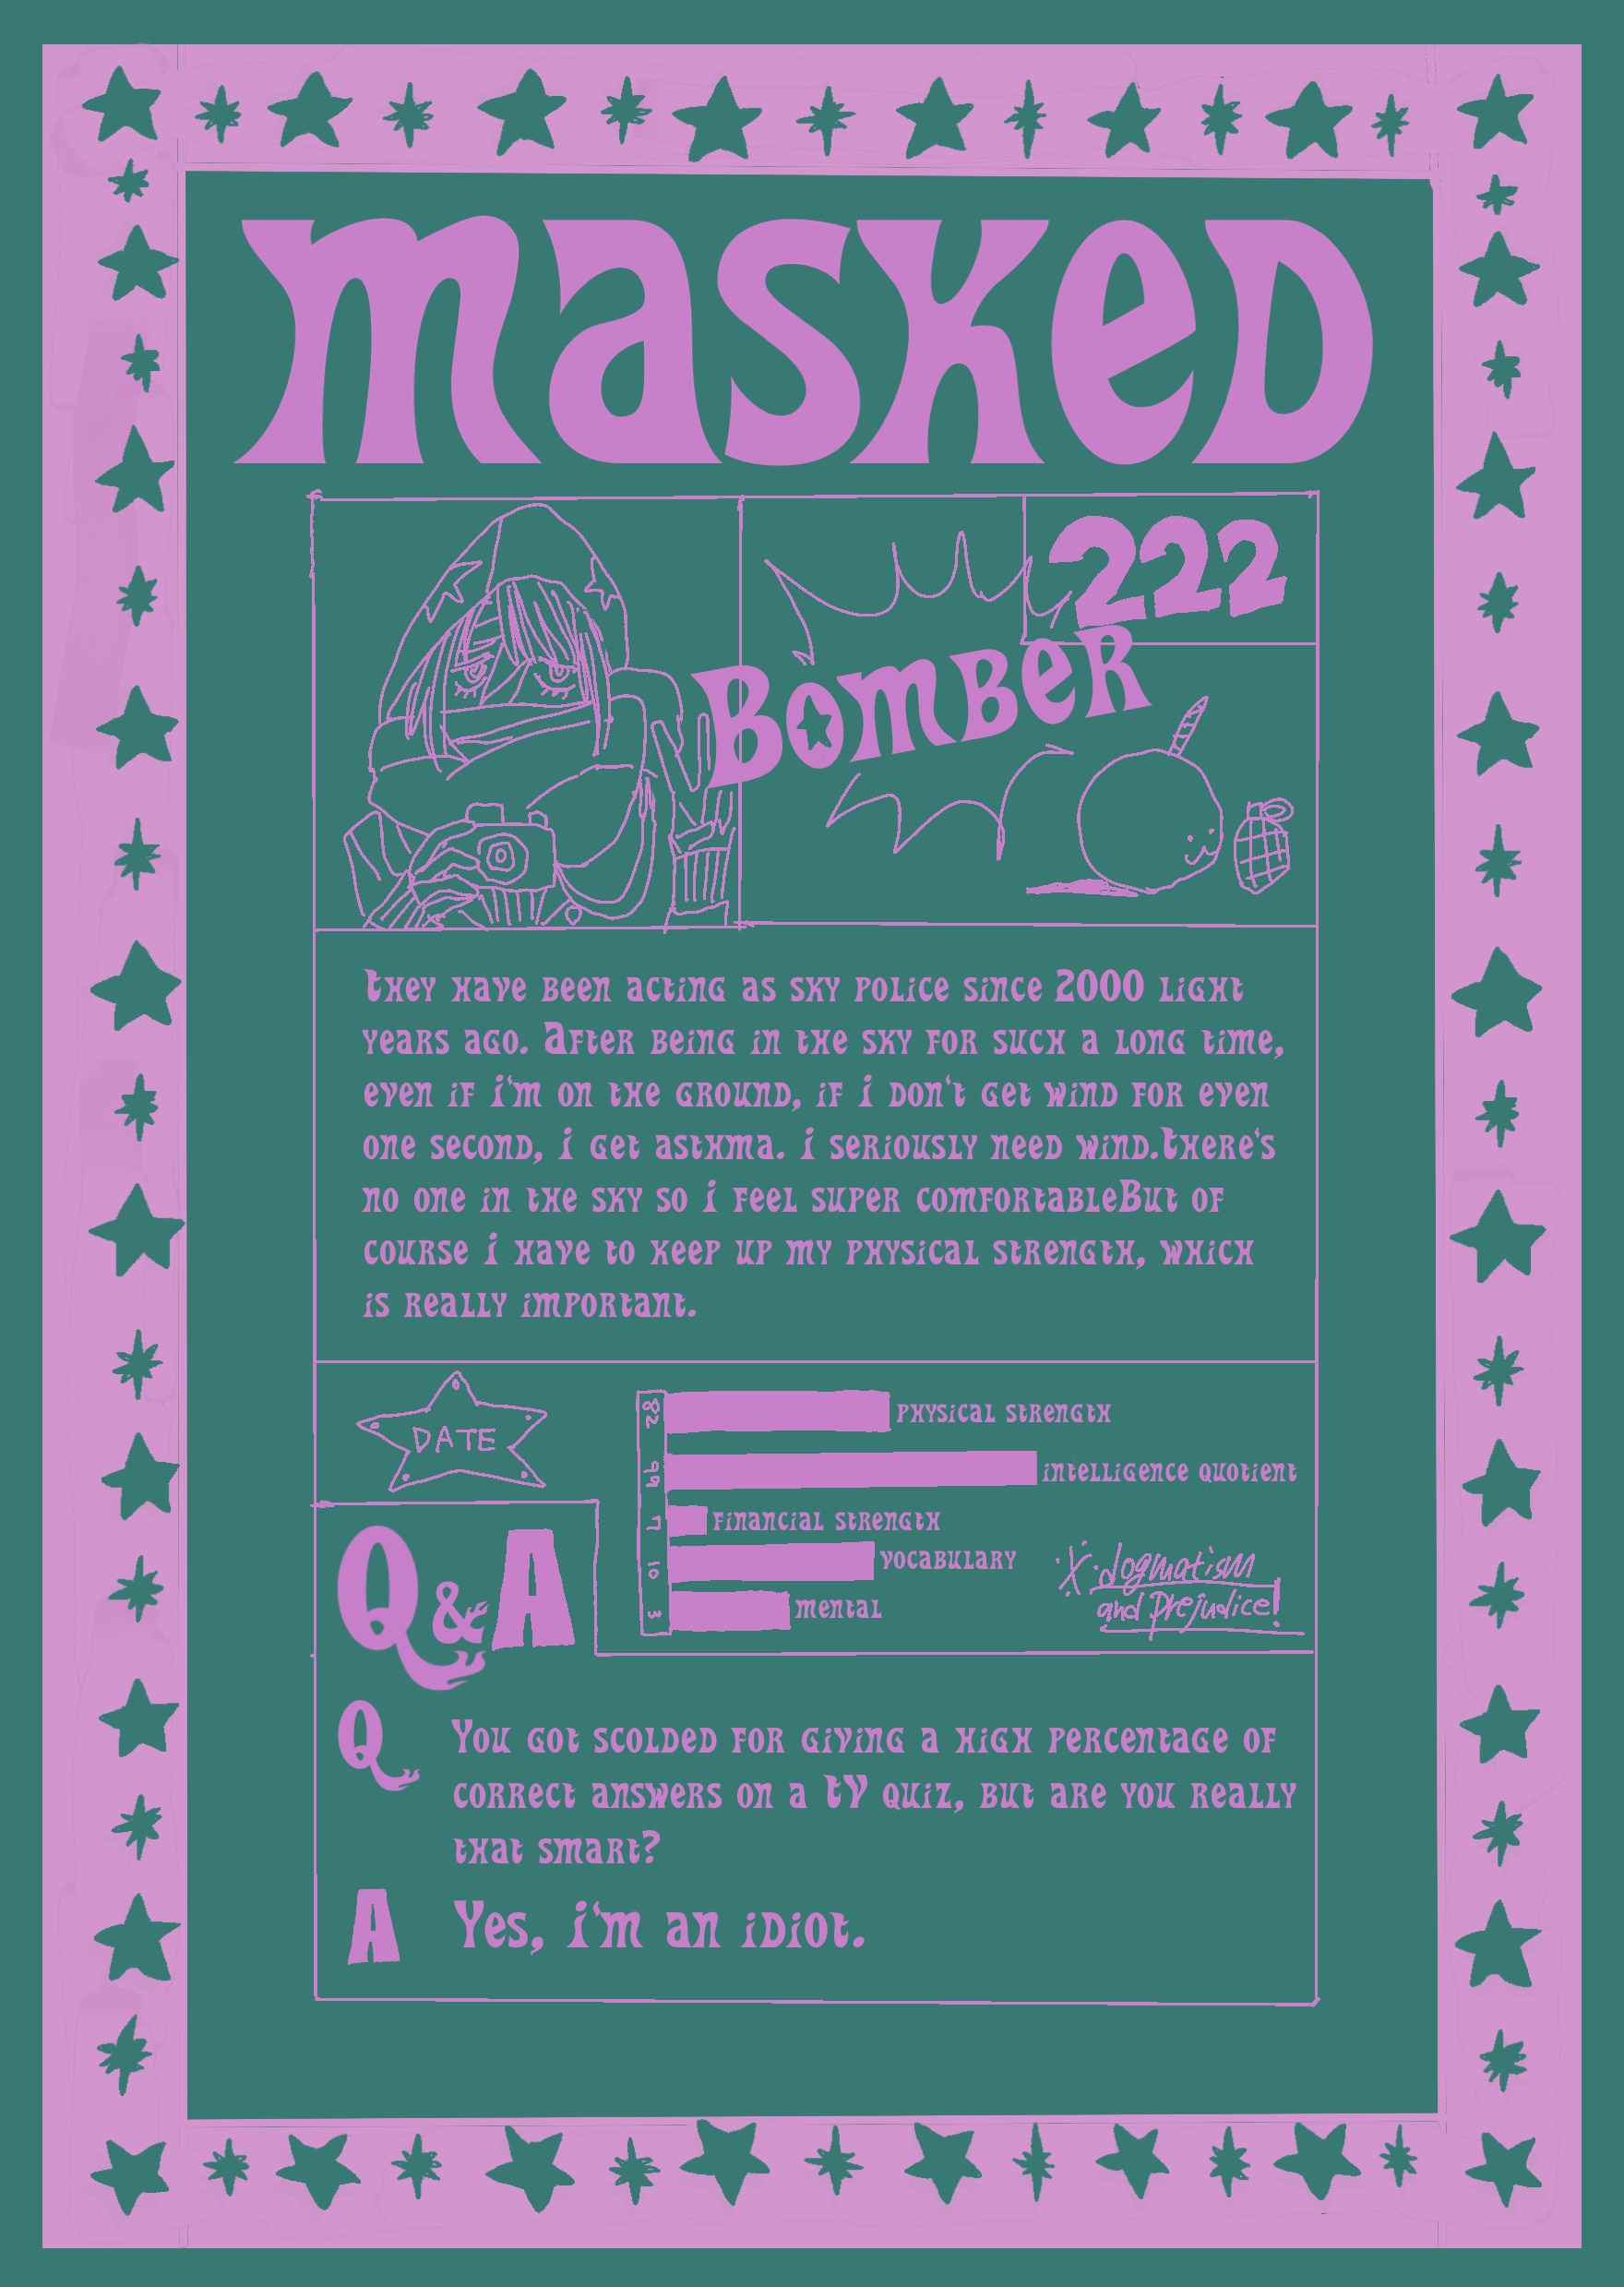 masked
222
Bomber
They have been acting as sky police since 2000 light
years ago. After being in the sky for such a long time,
even if i'm on the ground, if i don't get wind for even
one second, i get asthma. i seriously need wind.There's
no one in the sky so i feel super comfortableBut of
course i have to keep up my physical strength, which
is really important.
DATE
82 physical strength
99 intelligence quotient
7 financial strength
10 vocabulary
3 mental
※dogmatism
and prejudice!
Q&A
Q You got scolded for giving a high percentage of
correct answers on a TV quiz, but are you really
that smart?
A Yes, i'm an idiot.